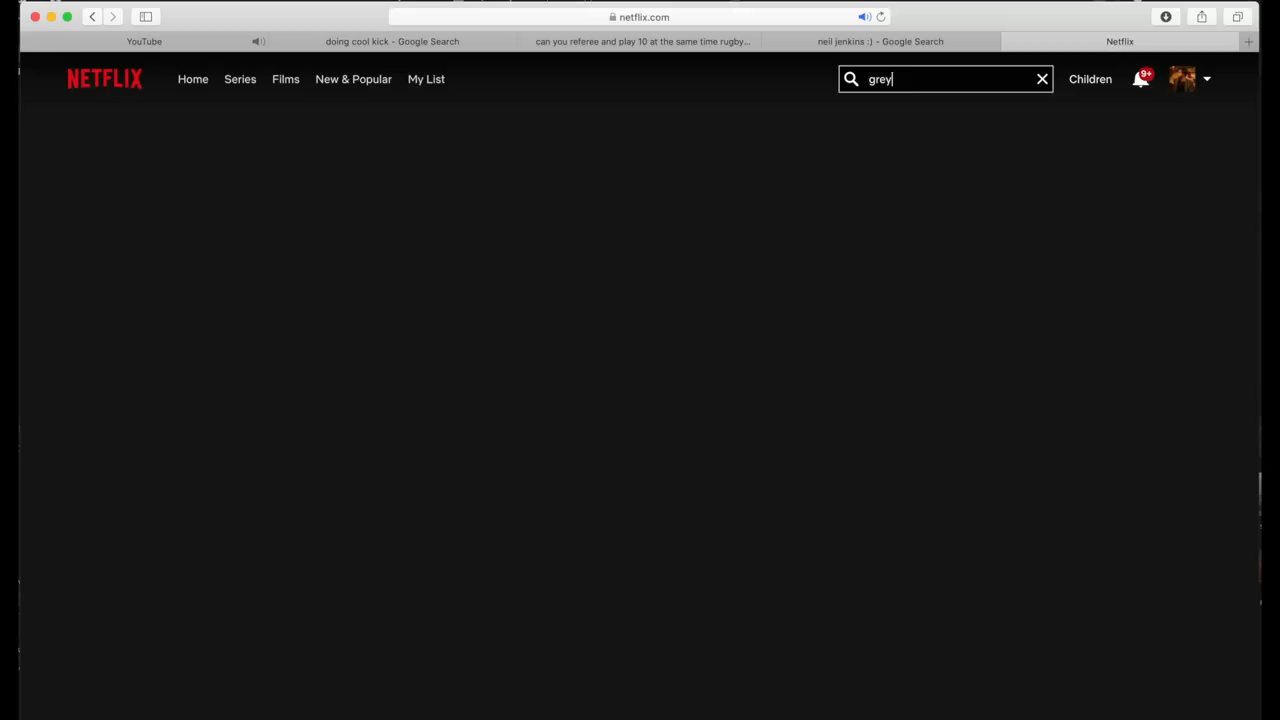 netflix.com
YouTube
doing cool kick - Google Search
can you referee and play 10 at the same time rugby...
neil jenkins :) - Google Search
Netflix
NETFLIX
Home
Series
Films
New & Popular
My List
grey
Children
9+